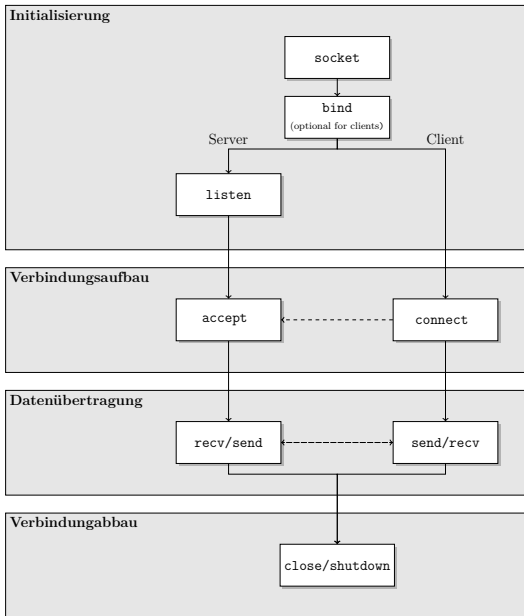 Initialisierung
socket
bind
(optional for clients)
Server
Client
listen
Verbindungsaufbau
accept
connect
Datenübertragung
recv/send
send/recv
Verbindungabbau
close/shutdown